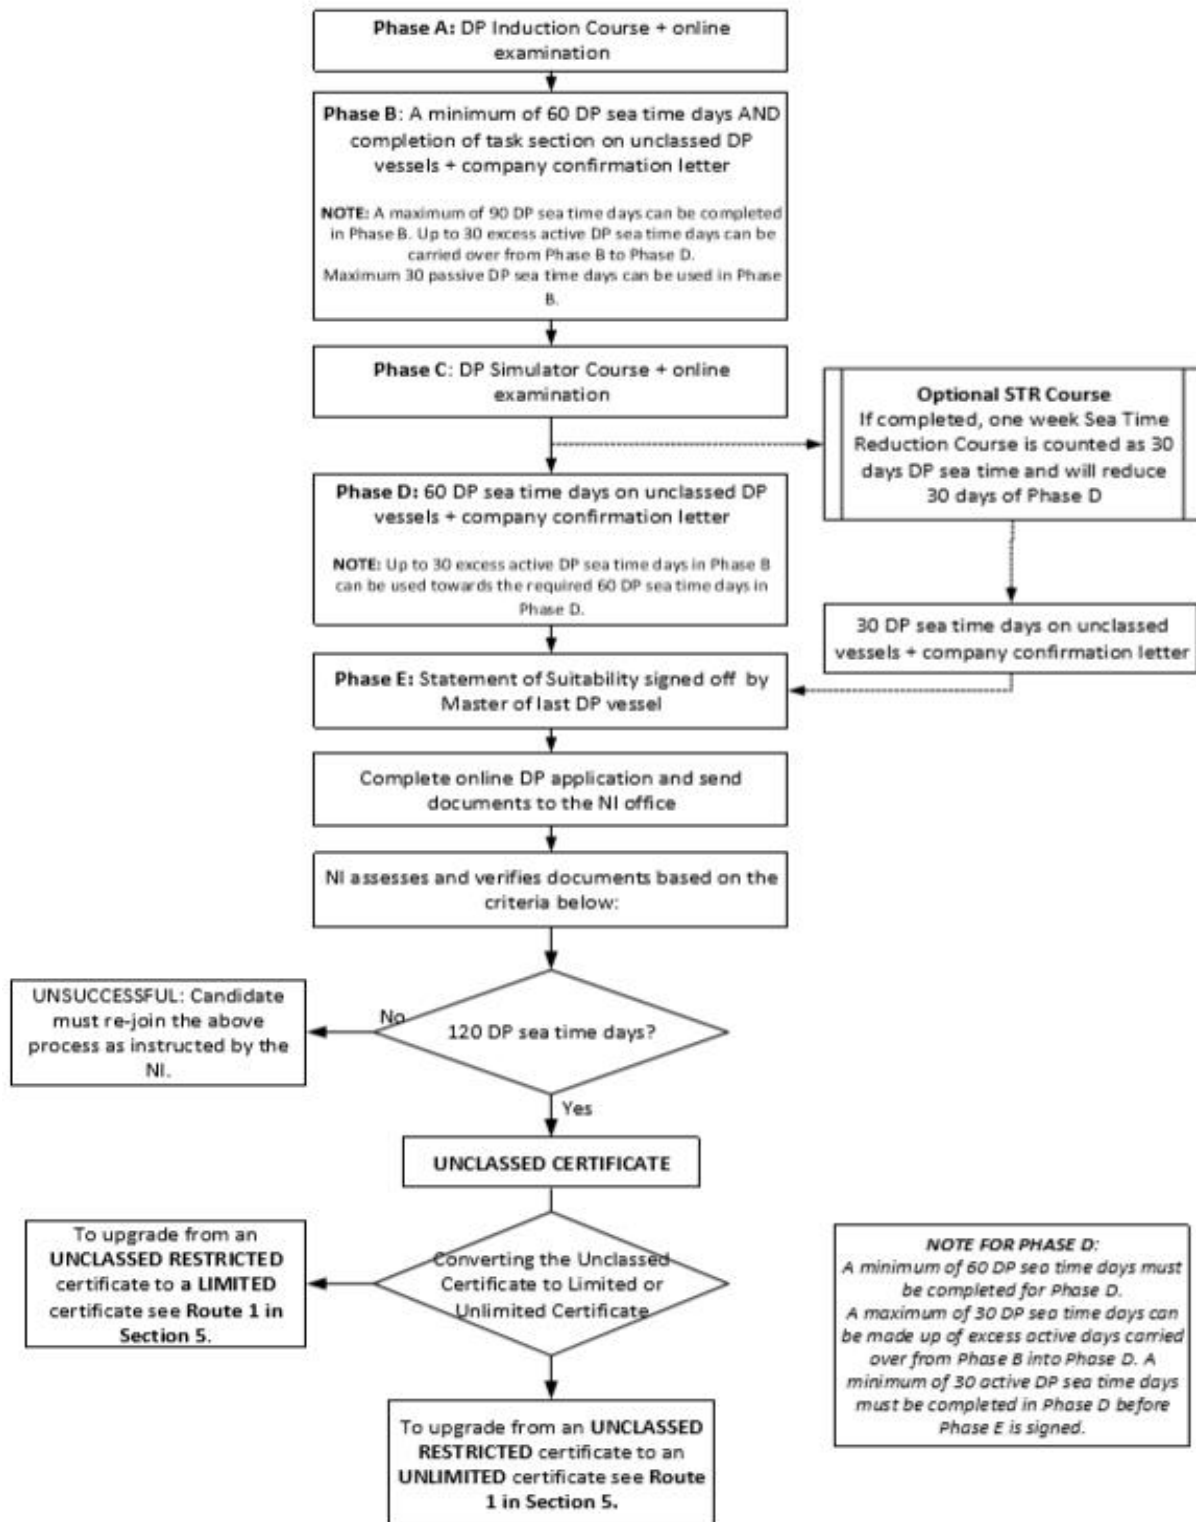 Phase A: DP Induction Course + online
examination
Phase B: A minimum of 60 DP sea time days AND
completion of task section on unclassed DP
vessels + company confirmation letter
NOTE: A maximum of 90 DP sea time days can be completed
in Phase B. Up to 30 excess active DP sea time days can be
carried over from Phase B to Phase D.
Maximum 30 passive DP sea time days can be used in Phase
B.
Phase C: DP Simulator Course + online
examination
Optional STR Course
If completed, one week Sea Time
Reduction Course is counted as 30
days DP sea time and will reduce
30 days of Phase D
Phase D: 60 DP sea time days on unclassed DP
vessels + company confirmation letter
NOTE: Up to 30 excess active DP sea time days in Phase B
can be used towards the required 60 DP sea time days in
Phase D.
30 DP sea time days on unclassed
vessels + company confirmation letter
Phase E: Statement of Suitability signed off by
Master of last DP vessel
Complete online DP application and send
documents to the NI office
NI assesses and verifies documents based on the
criteria below:
120 DP sea time days?
No
UNSUCCESSFUL: Candidate
must re-join the above
process as instructed by the
NI.
Yes
UNCLASSED CERTIFICATE
Converting the Unclassed
Certificate to Limited or
Unlimited Certificate
To upgrade from an
UNCLASSED RESTRICTED
certificate to a LIMITED
certificate see Route 1 in
Section 5.
To upgrade from an UNCLASSED
RESTRICTED certificate to an
UNLIMITED certificate see Route
1 in Section 5.
NOTE FOR PHASE D:
A minimum of 60 DP sea time days must
be completed for Phase D.
A maximum of 30 DP sea time days can
be made up of excess active days carried
over from Phase B into Phase D. A
minimum of 30 active DP sea time days
must be completed in Phase D before
Phase E is signed.